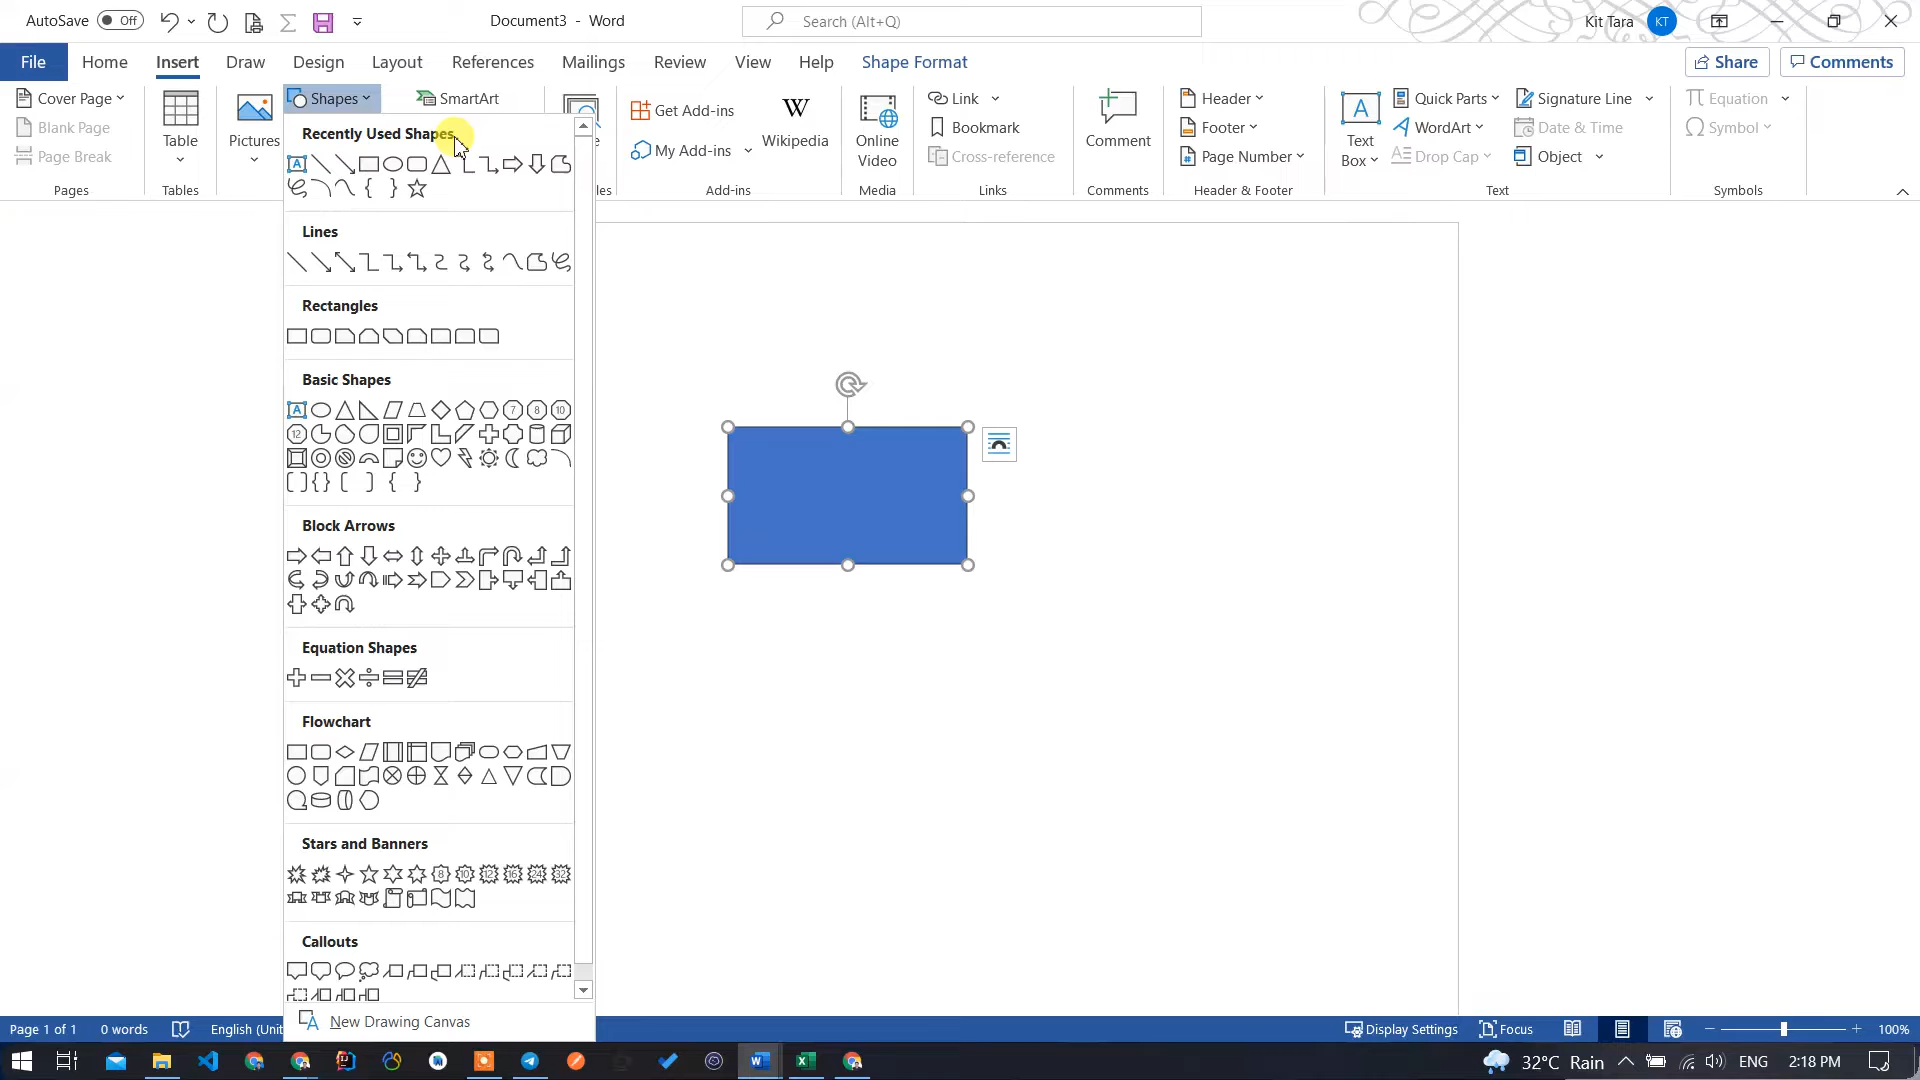 AutoSave Off Document3 - Word Search (Alt+Q) Kit Tara KT
File Home Insert Draw Design Layout References Mailings Review View Help Shape Format Share Comments
Cover Page
Blank Page
Page Break
Pages
Table
Tables
Pictures
Shapes
SmartArt
Get Add-ins
My Add-ins
Wikipedia
Add-ins
Online
Video
Media
Link
Bookmark
Cross-reference
Links
Comment
Comments
Header
Footer
Page Number
Header & Footer
Text
Box
Quick Parts
WordArt
Drop Cap
Signature Line
Date & Time
Object
Text
Equation
Symbol
Symbols
Recently Used Shapes
Lines
Rectangles
Basic Shapes
Block Arrows
Equation Shapes
Flowchart
Stars and Banners
Callouts
New Drawing Canvas
Page 1 of 1 0 words English (Unit Display Settings Focus 100%
32°C Rain ENG 2:18 PM